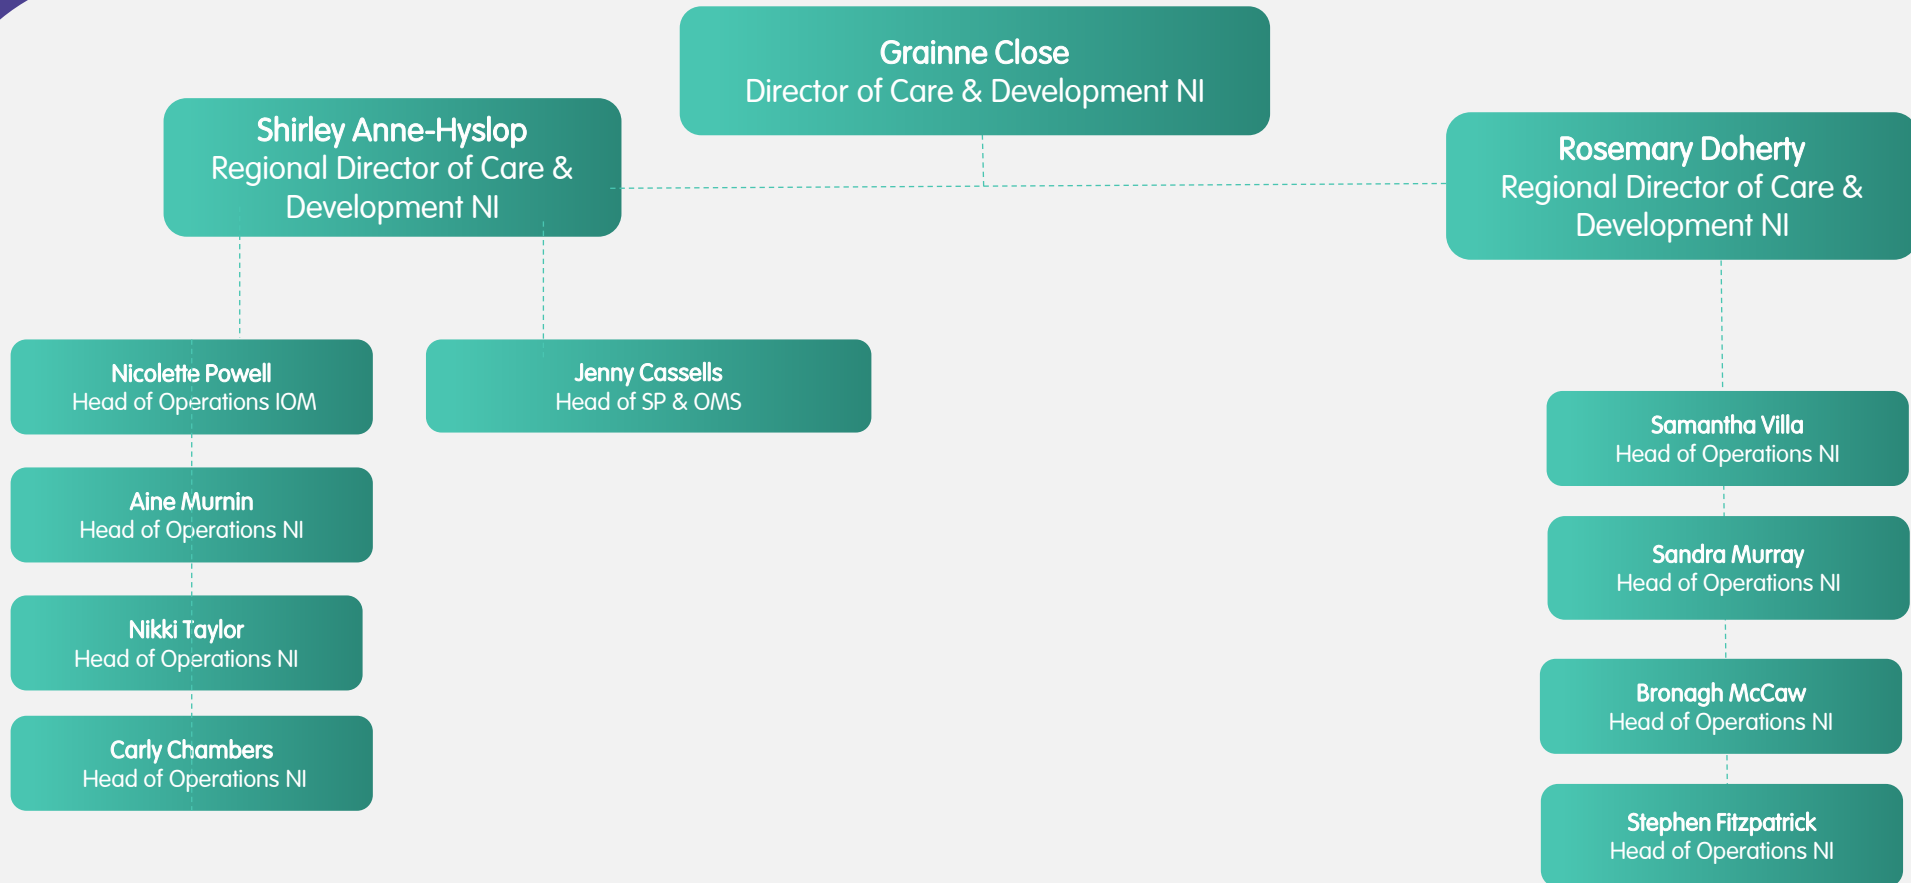 Grainne Close
Director of Care & Development NI
Shirley Anne-Hyslop
Regional Director of Care &
Development NI
Rosemary Doherty
Regional Director of Care &
Development NI
Nicolette Powell
Head of Operations IOM
Jenny Cassells
Head of SP & OMS
Aine Murnin
Head of Operations NI
Nikki Taylor
Head of Operations NI
Carly Chambers
Head of Operations NI
Samantha Villa
Head of Operations NI
Sandra Murray
Head of Operations NI
Bronagh McCaw
Head of Operations NI
Stephen Fitzpatrick
Head of Operations NI